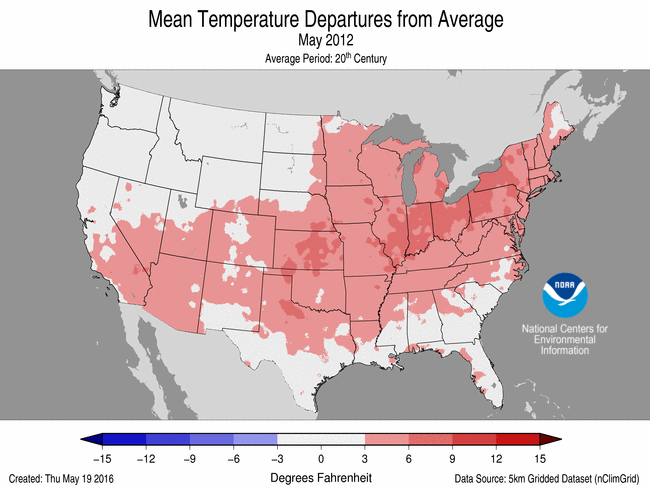 Mean Temperature Departures from Average
May 2012
Average Period: 20th Century
NOAA
National Centers for
Environmental
Information
−15 −12 −9 −6 −3 0 3 6 9 12 15
Created: Thu May 19 2016 Degrees Fahrenheit Data Source: 5km Gridded Dataset (nClimGrid)